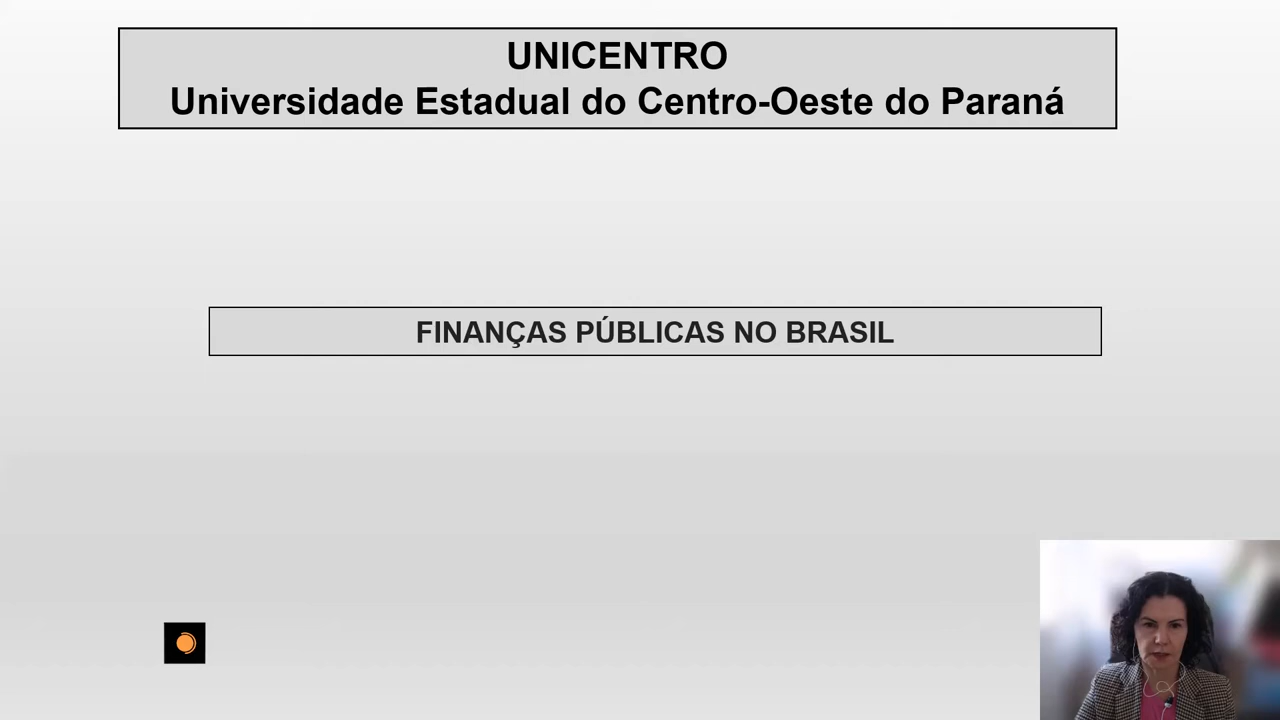 UNICENTRO
Universidade Estadual do Centro-Oeste do Paraná
FINANÇAS PÚBLICAS NO BRASIL